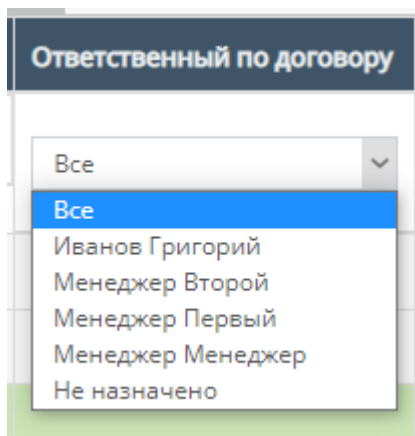 Ответственный по договору
Все
Все
Иванов Григорий
Менеджер Второй
Менеджер Первый
Менеджер Менеджер
Не назначено